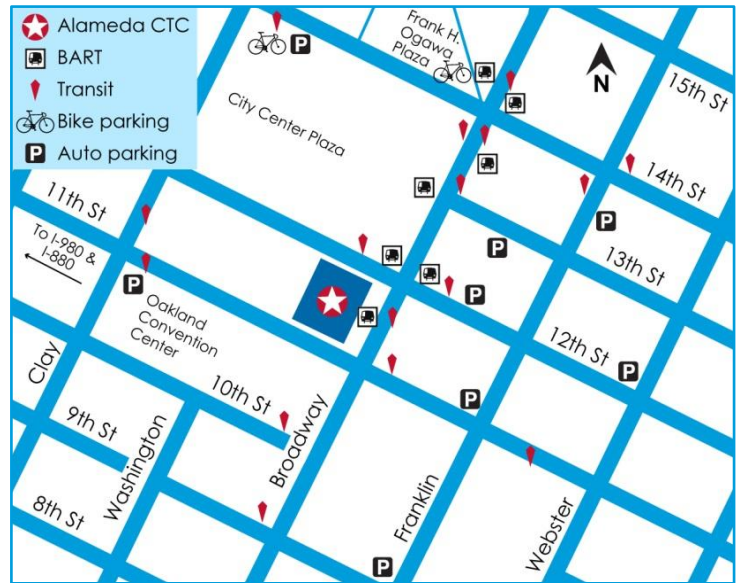 Alameda CTC
BART
Transit
Bike parking
P Auto parking
P
Frank H.
Ogawa
Plaza
N
15th St
City Center Plaza
14th St
11th St
P
13th St
To I-980 &
I-880
P
P
P
Oakland
Convention
Center
12th St
P
Clay
10th St
P
9th St
Washington
Broadway
Franklin
Webster
8th St
P